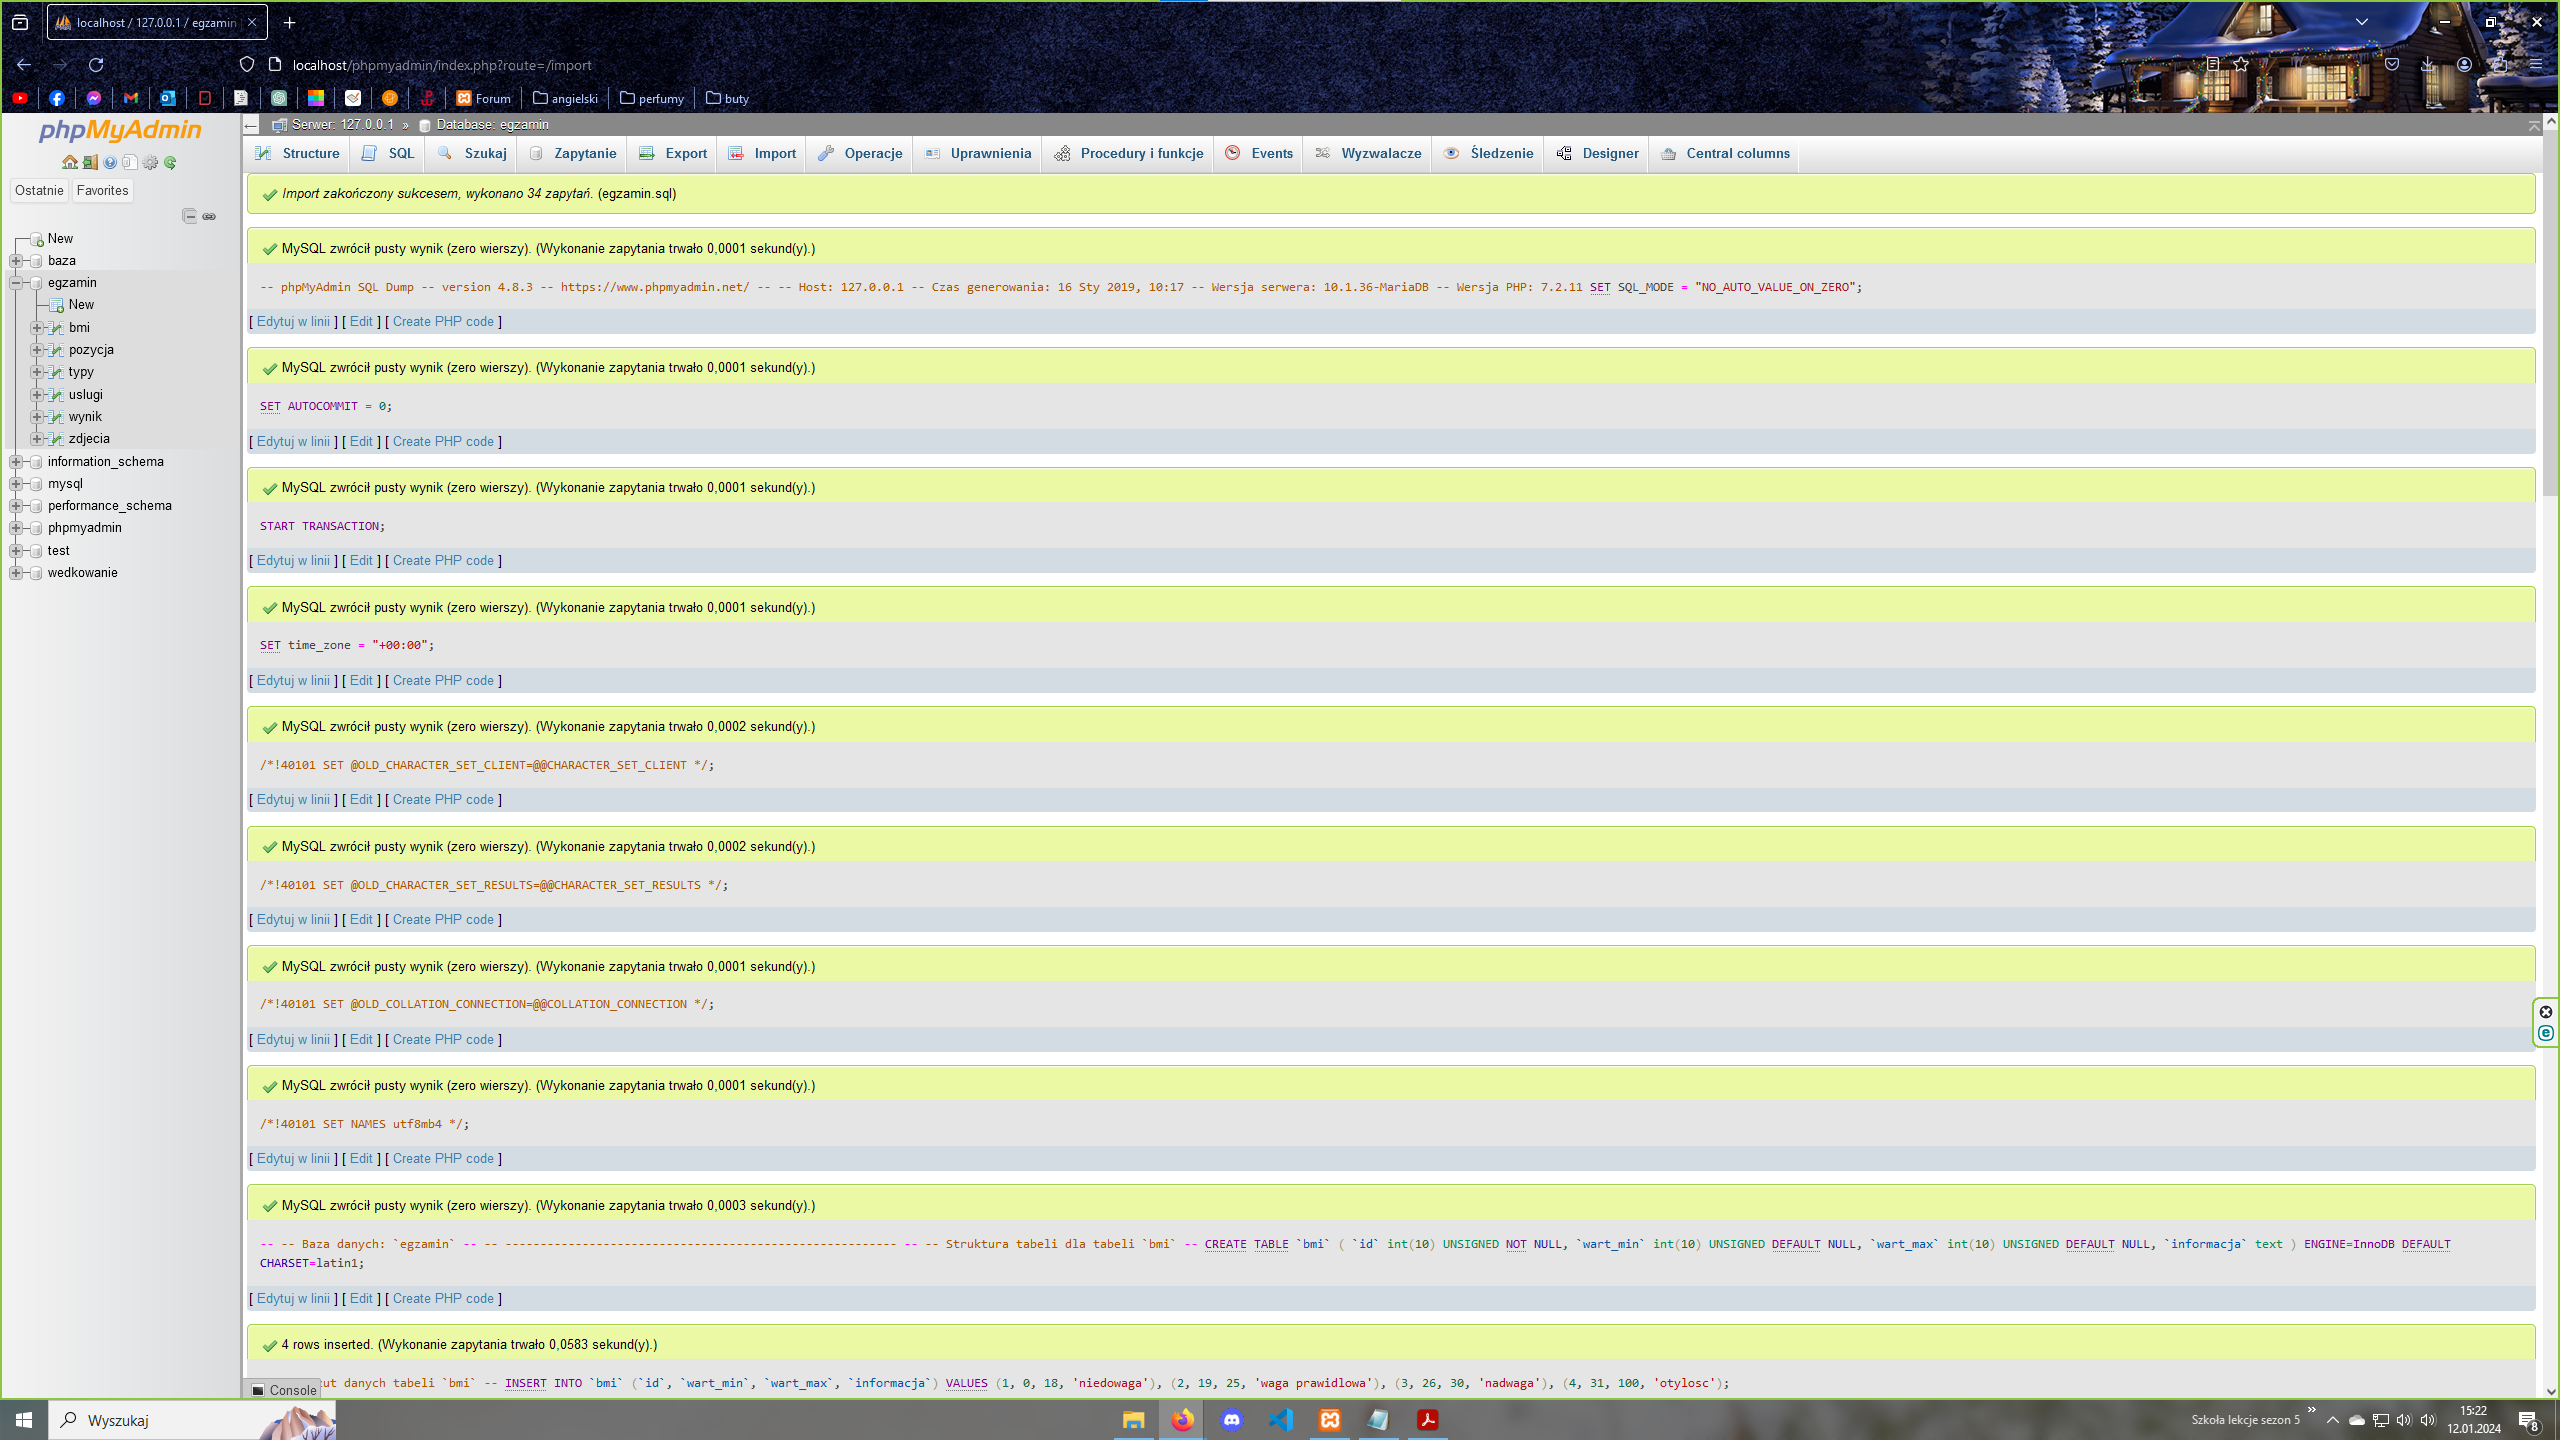 localhost / 127.0.0.1 / egzamin
localhost/phpmyadmin/index.php?route=/import
Forum
angielski
perfumy
buty
phpMyAdmin
Ostatnie
Favorites
New
baza
egzamin
New
bmi
pozycja
typy
uslugi
wynik
zdjecia
information_schema
mysql
performance_schema
phpmyadmin
test
wedkowanie
Serwer: 127.0.0.1 » Database: egzamin
Structure SQL Szukaj Zapytanie Export Import Operacje Uprawnienia Procedury i funkcje Events Wyzwalacze Śledzenie Designer Central columns
Import zakończony sukcesem, wykonano 34 zapytań. (egzamin.sql)
MySQL zwrócił pusty wynik (zero wierszy). (Wykonanie zapytania trwało 0,0001 sekund(y).)
-- phpMyAdmin SQL Dump -- version 4.8.3 -- https://www.phpmyadmin.net/ -- -- Host: 127.0.0.1 -- Czas generowania: 16 Sty 2019, 10:17 -- Wersja serwera: 10.1.36-MariaDB -- Wersja PHP: 7.2.11 SET SQL_MODE = "NO_AUTO_VALUE_ON_ZERO";
[ Edytuj w linii ] [ Edit ] [ Create PHP code ]
MySQL zwrócił pusty wynik (zero wierszy). (Wykonanie zapytania trwało 0,0001 sekund(y).)
SET AUTOCOMMIT = 0;
[ Edytuj w linii ] [ Edit ] [ Create PHP code ]
MySQL zwrócił pusty wynik (zero wierszy). (Wykonanie zapytania trwało 0,0001 sekund(y).)
START TRANSACTION;
[ Edytuj w linii ] [ Edit ] [ Create PHP code ]
MySQL zwrócił pusty wynik (zero wierszy). (Wykonanie zapytania trwało 0,0001 sekund(y).)
SET time_zone = "+00:00";
[ Edytuj w linii ] [ Edit ] [ Create PHP code ]
MySQL zwrócił pusty wynik (zero wierszy). (Wykonanie zapytania trwało 0,0002 sekund(y).)
/*!40101 SET @OLD_CHARACTER_SET_CLIENT=@@CHARACTER_SET_CLIENT */;
[ Edytuj w linii ] [ Edit ] [ Create PHP code ]
MySQL zwrócił pusty wynik (zero wierszy). (Wykonanie zapytania trwało 0,0002 sekund(y).)
/*!40101 SET @OLD_CHARACTER_SET_RESULTS=@@CHARACTER_SET_RESULTS */;
[ Edytuj w linii ] [ Edit ] [ Create PHP code ]
MySQL zwrócił pusty wynik (zero wierszy). (Wykonanie zapytania trwało 0,0001 sekund(y).)
/*!40101 SET @OLD_COLLATION_CONNECTION=@@COLLATION_CONNECTION */;
[ Edytuj w linii ] [ Edit ] [ Create PHP code ]
MySQL zwrócił pusty wynik (zero wierszy). (Wykonanie zapytania trwało 0,0001 sekund(y).)
/*!40101 SET NAMES utf8mb4 */;
[ Edytuj w linii ] [ Edit ] [ Create PHP code ]
MySQL zwrócił pusty wynik (zero wierszy). (Wykonanie zapytania trwało 0,0003 sekund(y).)
-- -- Baza danych: `egzamin` -- -- -------------------------------------------------------- -- -- Struktura tabeli dla tabeli `bmi` -- CREATE TABLE `bmi` ( `id` int(10) UNSIGNED NOT NULL, `wart_min` int(10) UNSIGNED DEFAULT NULL, `wart_max` int(10) UNSIGNED DEFAULT NULL, `informacja` text ) ENGINE=InnoDB DEFAULT
CHARSET=latin1;
[ Edytuj w linii ] [ Edit ] [ Create PHP code ]
4 rows inserted. (Wykonanie zapytania trwało 0,0583 sekund(y).)
ut danych tabeli `bmi` -- INSERT INTO `bmi` (`id`, `wart_min`, `wart_max`, `informacja`) VALUES (1, 0, 18, 'niedowaga'), (2, 19, 25, 'waga prawidlowa'), (3, 26, 30, 'nadwaga'), (4, 31, 100, 'otylosc');
Console
Wyszukaj
Szkoła lekcje sezon 5
15:22
12.01.2024
8